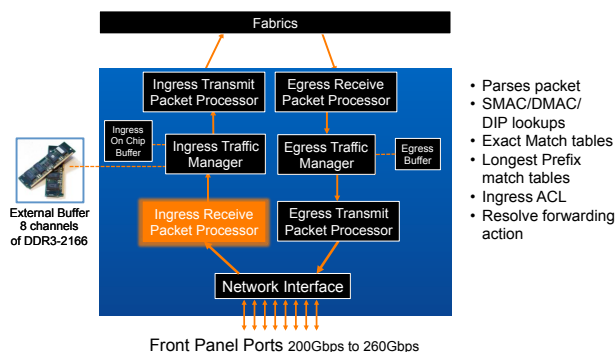 Fabrics
Ingress Transmit
Packet Processor
Egress Receive
Packet Processor
Ingress
On Chip
Buffer
Ingress Traffic
Manager
Egress Traffic
Manager
Egress
Buffer
External Buffer
8 channels
of DDR3-2166
Ingress Receive
Packet Processor
Egress Transmit
Packet Processor
Network Interface
Front Panel Ports 200Gbps to 260Gbps
• Parses packet
• SMAC/DMAC/
DIP lookups
• Exact Match tables
• Longest Prefix
match tables
• Ingress ACL
• Resolve forwarding
action